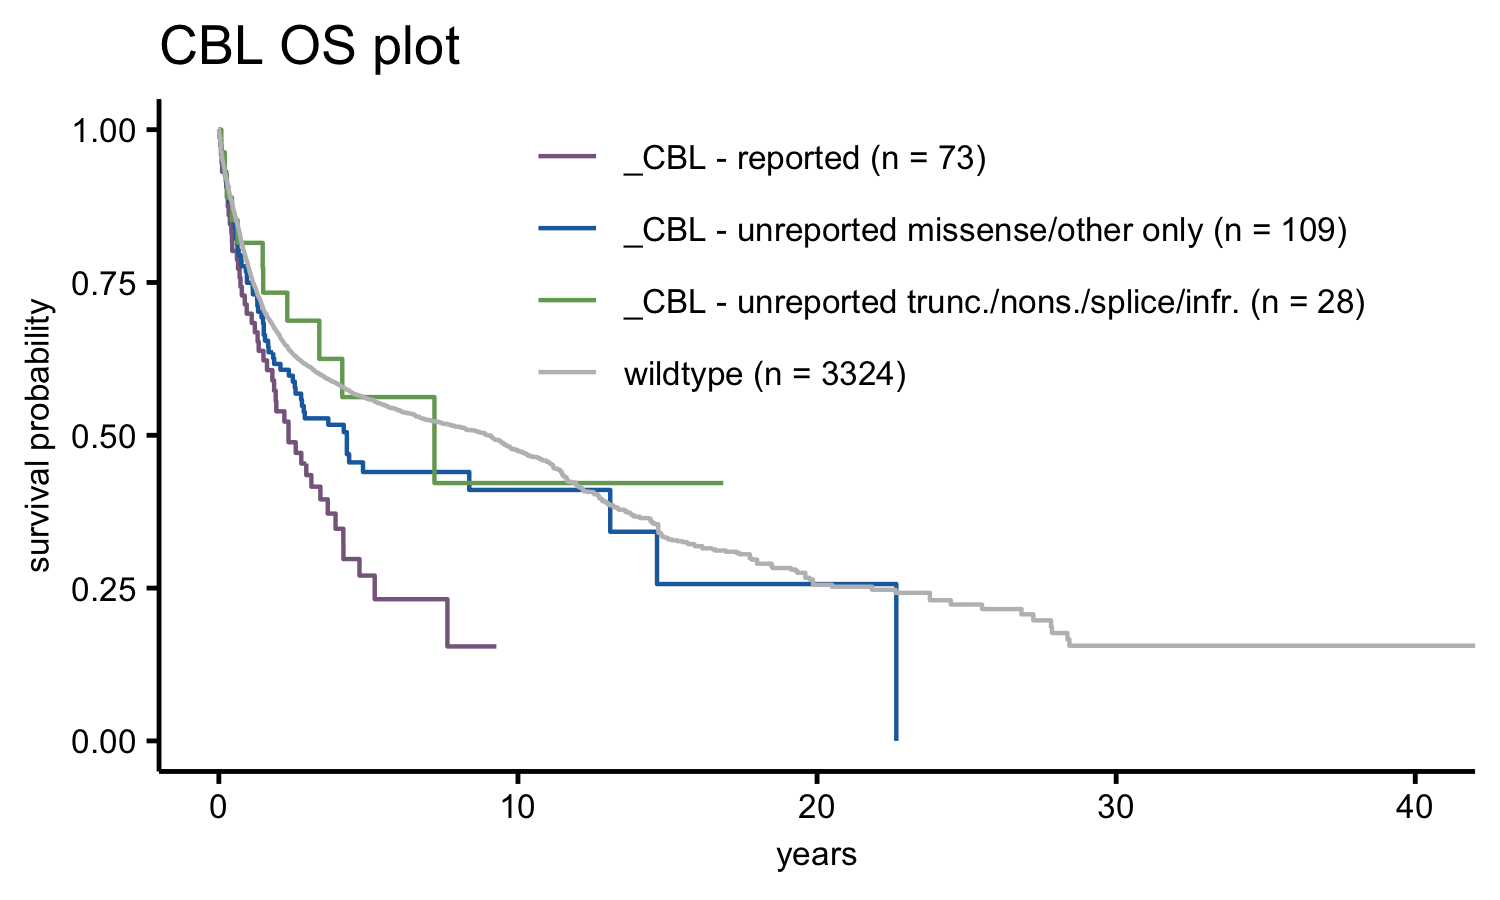 CBL OS plot
_CBL - reported (n = 73)
_CBL - unreported missense/other only (n = 109)
_CBL - unreported trunc./nons./splice/infr. (n = 28)
wildtype (n = 3324)
survival probability
1.00
0.75
0.50
0.25
0.00
0 10 20 30 40
years